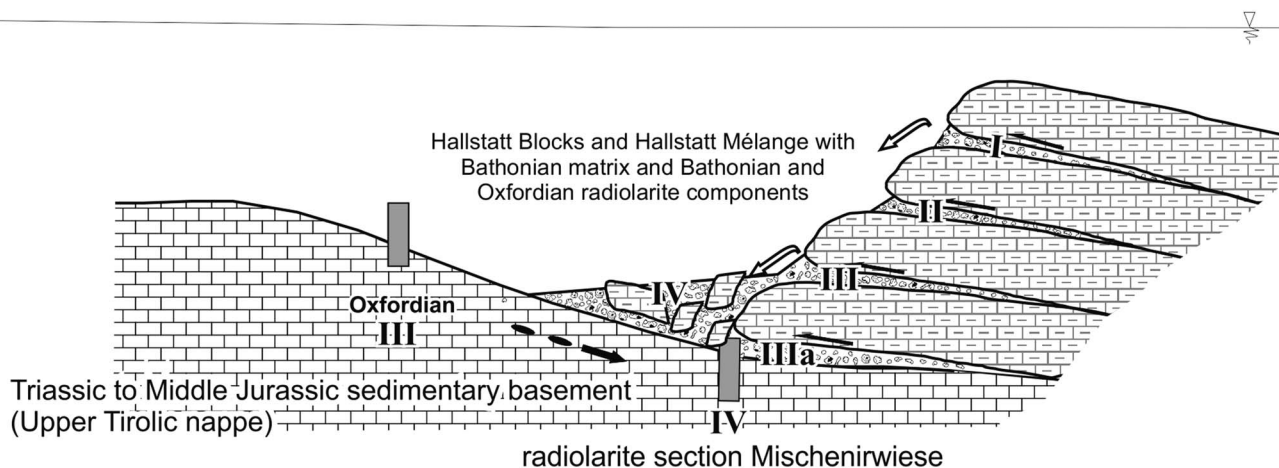 Hallstatt Blocks and Hallstatt Mélange with
Bathonian matrix and Bathonian and
Oxfordian radiolarite components
I
II
III
IV
Oxfordian
III
IIIa
Triassic to Middle Jurassic sedimentary basement
(Upper Tirolic nappe)
IV
radiolarite section Mischenirwiese